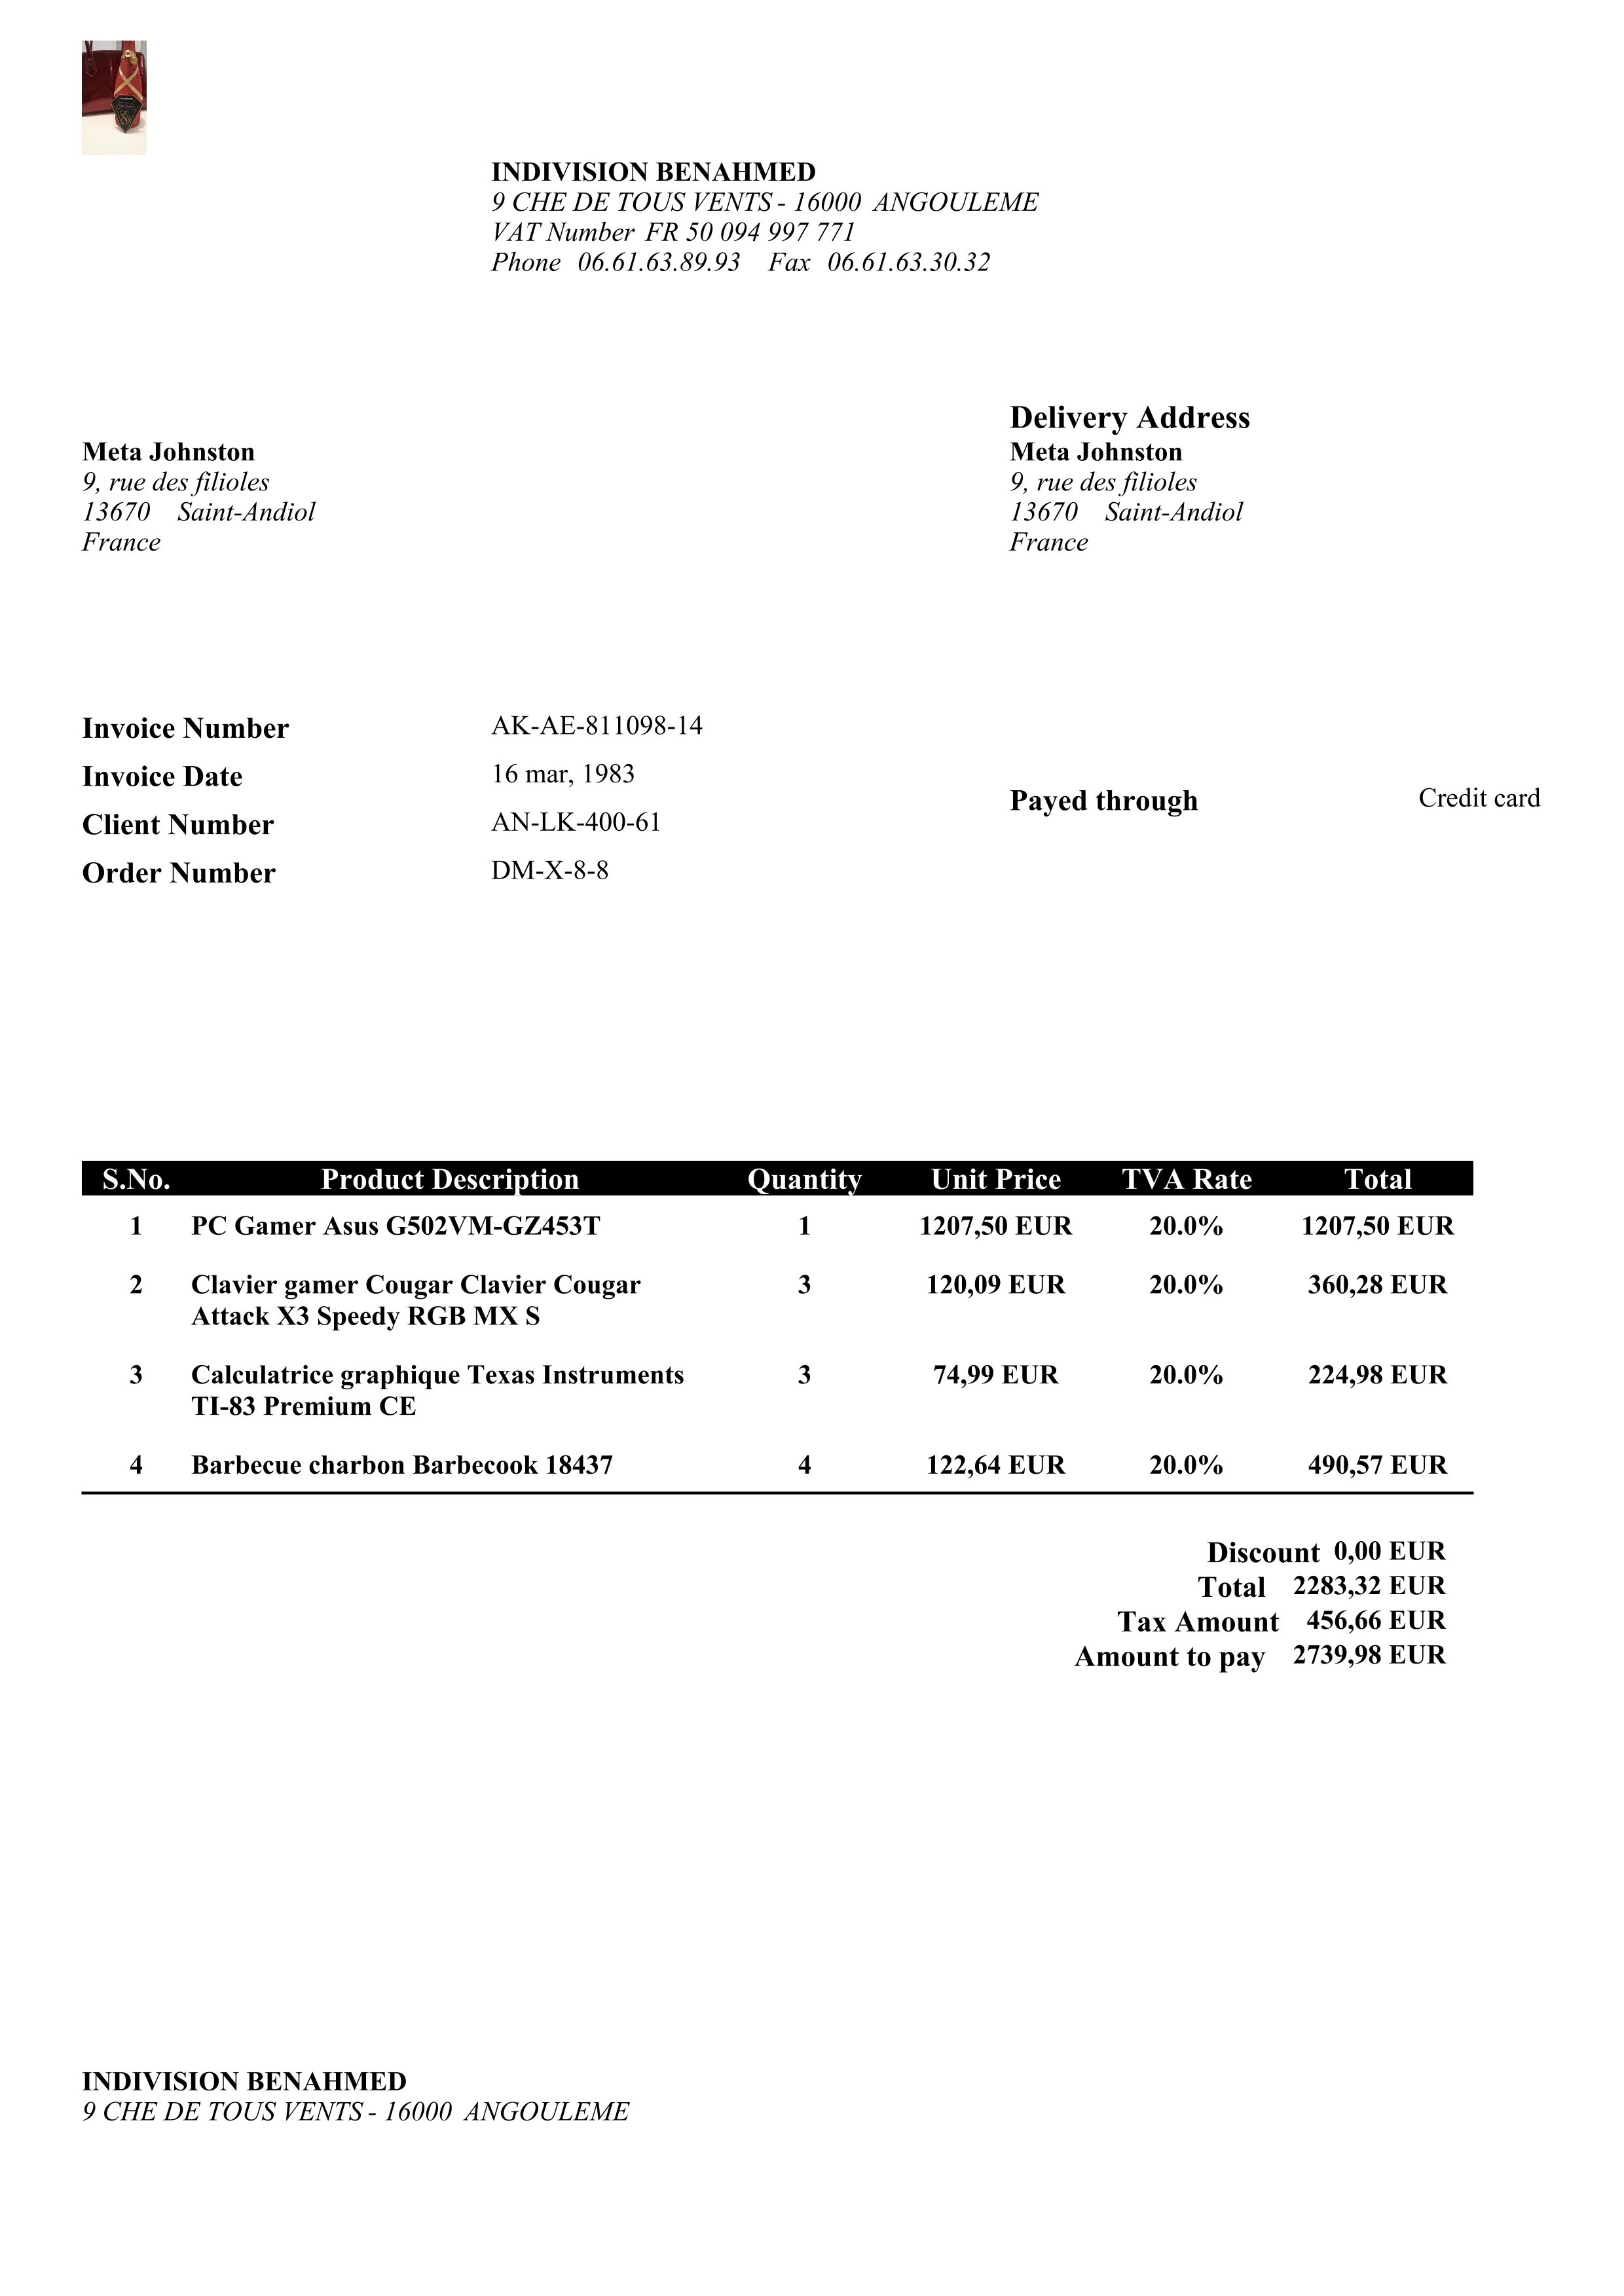 INDIVISION BENAHMED
9 CHE DE TOUS VENTS - 16000 ANGOULEME
VAT Number FR 50 094 997 771
Phone 06.61.63.89.93 Fax 06.61.63.30.32
Meta Johnston
9, rue des filioles
13670 Saint-Andiol
France
Delivery Address
Meta Johnston
9, rue des filioles
13670 Saint-Andiol
France
Invoice Number AK-AE-811098-14
Invoice Date 16 mar, 1983
Client Number AN-LK-400-61
Order Number DM-X-8-8
Payed through Credit card
S.No. Product Description Quantity Unit Price TVA Rate Total
1 PC Gamer Asus G502VM-GZ453T 1 1207,50 EUR 20.0% 1207,50 EUR
2 Clavier gamer Cougar Clavier Cougar 3 120,09 EUR 20.0% 360,28 EUR
Attack X3 Speedy RGB MX S
3 Calculatrice graphique Texas Instruments 3 74,99 EUR 20.0% 224,98 EUR
TI-83 Premium CE
4 Barbecue charbon Barbecook 18437 4 122,64 EUR 20.0% 490,57 EUR
Discount 0,00 EUR
Total 2283,32 EUR
Tax Amount 456,66 EUR
Amount to pay 2739,98 EUR
INDIVISION BENAHMED
9 CHE DE TOUS VENTS - 16000 ANGOULEME